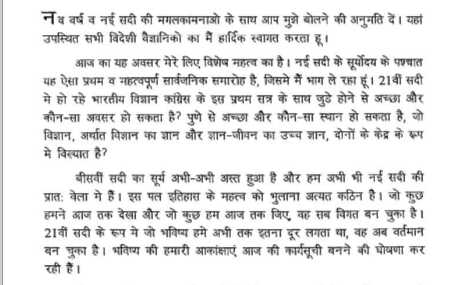 नव वर्ष व नई सदी की मगलकामनाओ के साथ आप मुझे बोलने की अनुमति दें। यहां
उपस्थित सभी विदेशी वैज्ञानिको का मैं हार्दिक स्वागत करता हू।
आज का यह अवसर मेरे लिए विशेष महत्व का है। नई सदी के सूर्योदय के पश्चात
यह ऐसा प्रथम व महत्वपूर्ण सार्वजनिक समारोह है, जिसमे मैं भाग ले रहा हूं। 21वीं सदी
मे हो रहे भारतीय विज्ञान कांग्रेस के इस प्रथम सत्र के साथ जुडे होने से अच्छा और
कौन-सा अवसर हो सकता है? पुणे से अच्छा और कौन-सा स्थान हो सकता है, जो
विज्ञान, अर्थात विज्ञान का ज्ञान और ज्ञान-जीवन का उच्च ज्ञान, दोनों के केद्र के रूप
मे विख्यात है?
बीसवीं सदी का सूर्य अभी-अभी अस्त हुआ है और हम अभी भी नई सदी की
प्रातः वेला मे हैं। इस पल इतिहास के महत्व को भुलाना अत्यत कठिन है। जो कुछ
हमने आज तक देखा और जो कुछ हम आज तक जिए, वह सब विगत बन चुका है।
21वीं सदी के रूप मे जो भविष्य हमे अभी तक इतना दूर लगता था, वह अब वर्तमान
बन चुका है। भविष्य की हमारी आकांक्षाएं आज की कार्यसूची बनने की घोषणा कर
रही हैं।